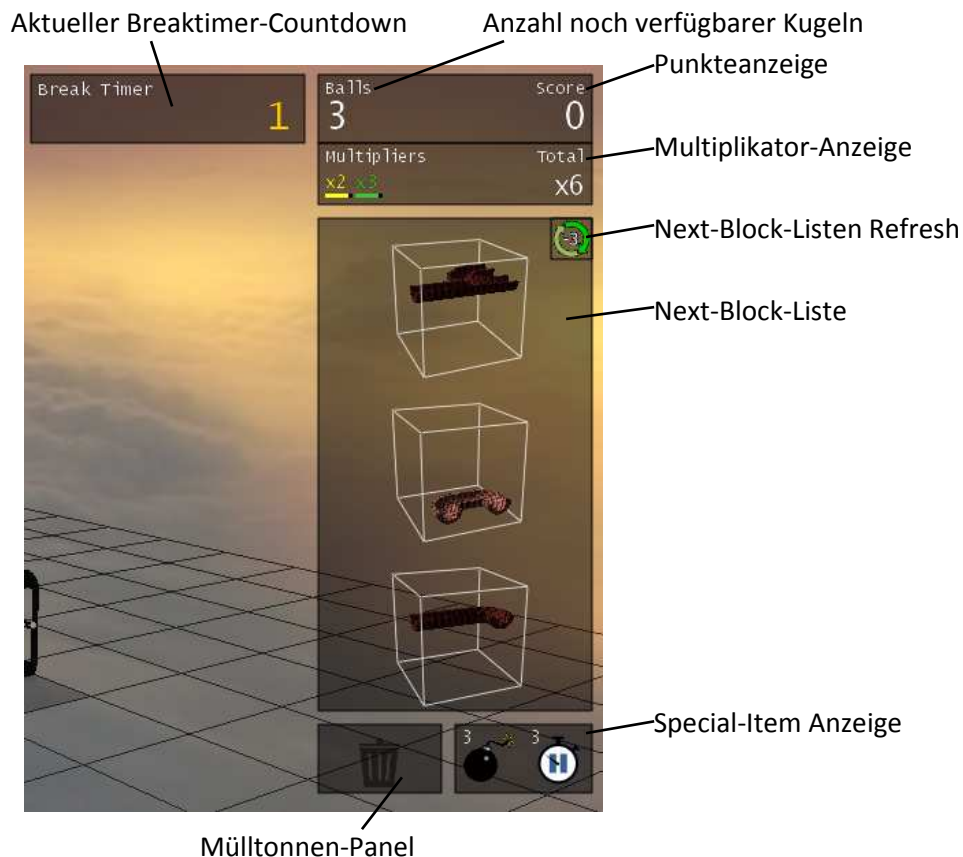 Aktueller Breaktimer-Countdown
Anzahl noch verfügbarer Kugeln
Punkteanzeige
Break Timer
1
Balls
Score
3
0
Multiplikator-Anzeige
Multipliers
Total
x2 x3
x6
Next-Block-Listen Refresh
-3
Next-Block-Liste
Special-Item Anzeige
3
3
Mülltonnen-Panel